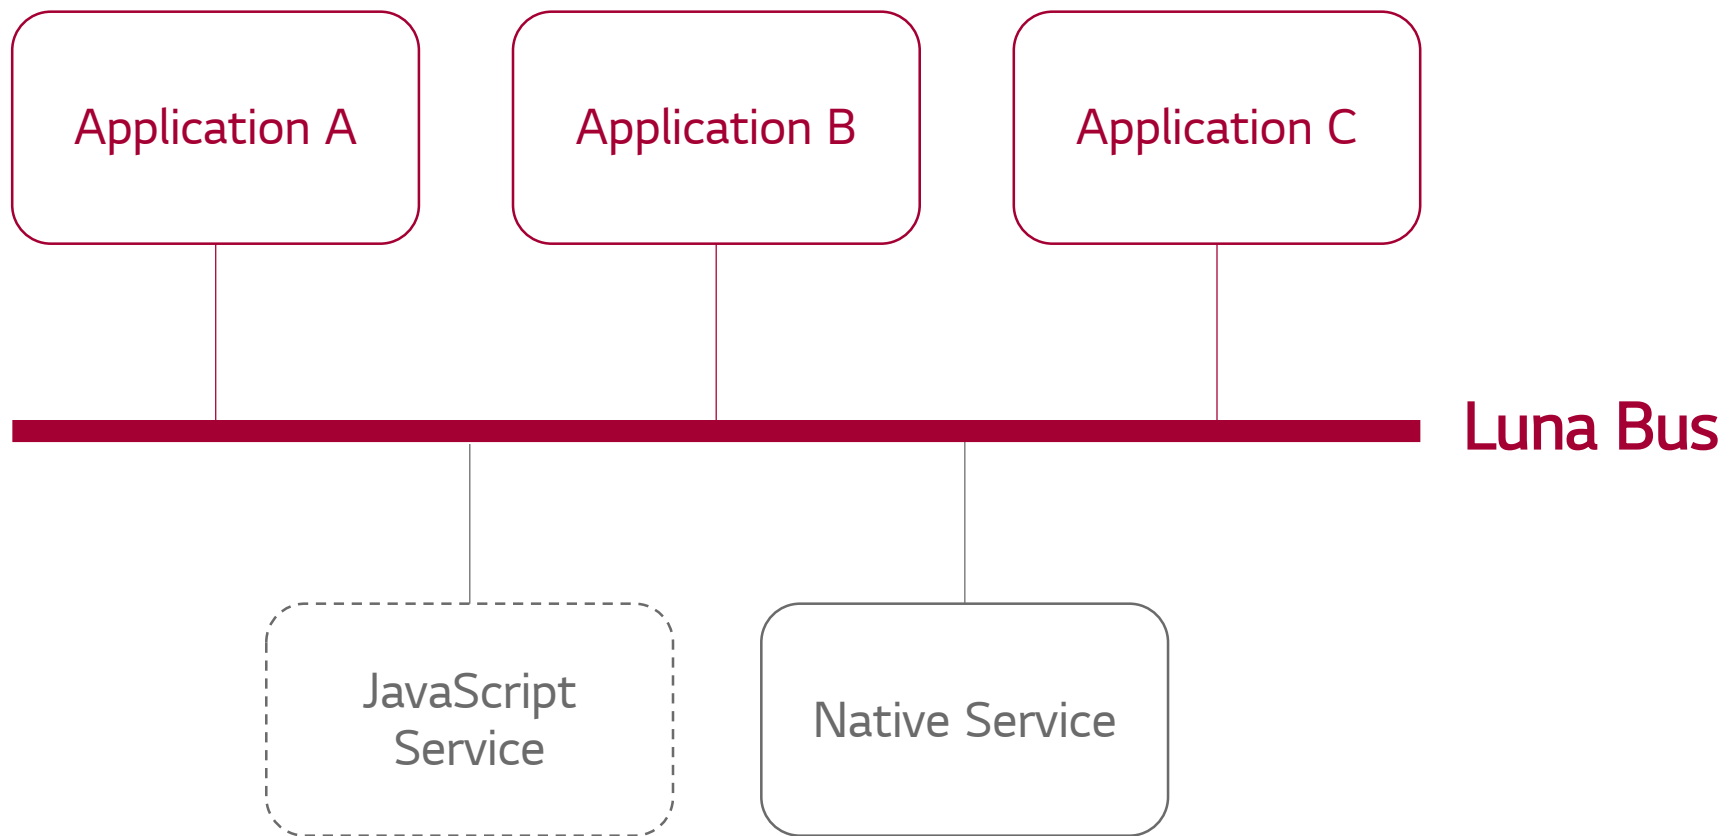 Application A
Application B
Application C
Luna Bus
JavaScript
Service
Native Service